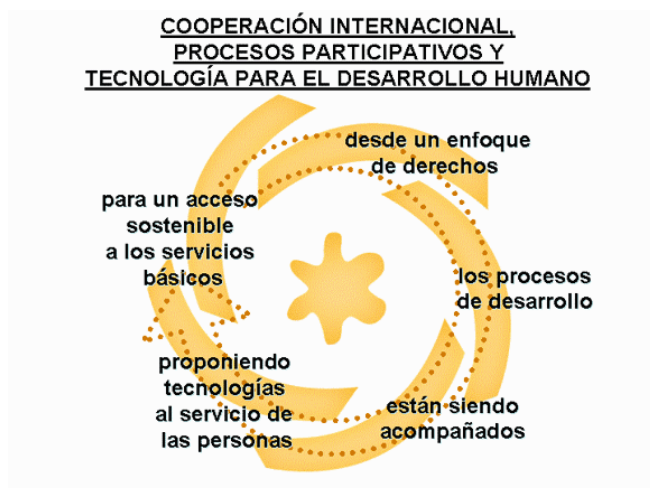 COOPERACIÓN INTERNACIONAL,
PROCESOS PARTICIPATIVOS Y
TECNOLOGÍA PARA EL DESARROLLO HUMANO
desde un enfoque
de derechos
los procesos
de desarrollo
están siendo
acompañados
proponiendo
tecnologías
al servicio de
las personas
para un acceso
sostenible
a los servicios
básicos